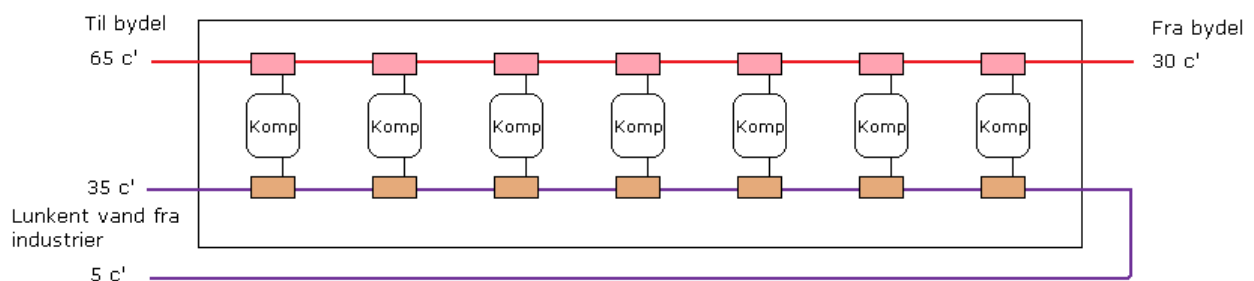 Til bydel
65 c'
Fra bydel
30 c'
Komp Komp Komp Komp Komp Komp Komp
35 c'
Lunkent vand fra
industrier
5 c'